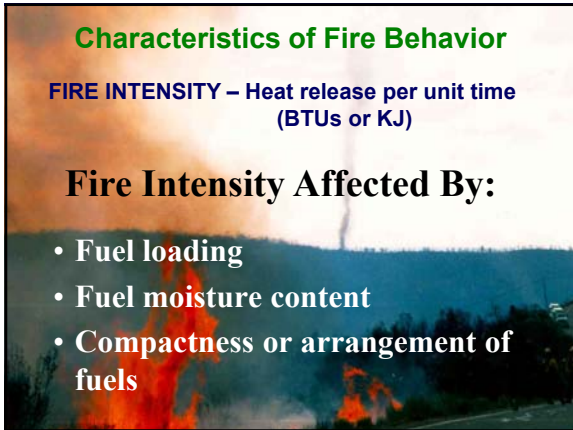 Characteristics of Fire Behavior
FIRE INTENSITY – Heat release per unit time
(BTUs or KJ)
Fire Intensity Affected By:
• Fuel loading
• Fuel moisture content
• Compactness or arrangement of
fuels